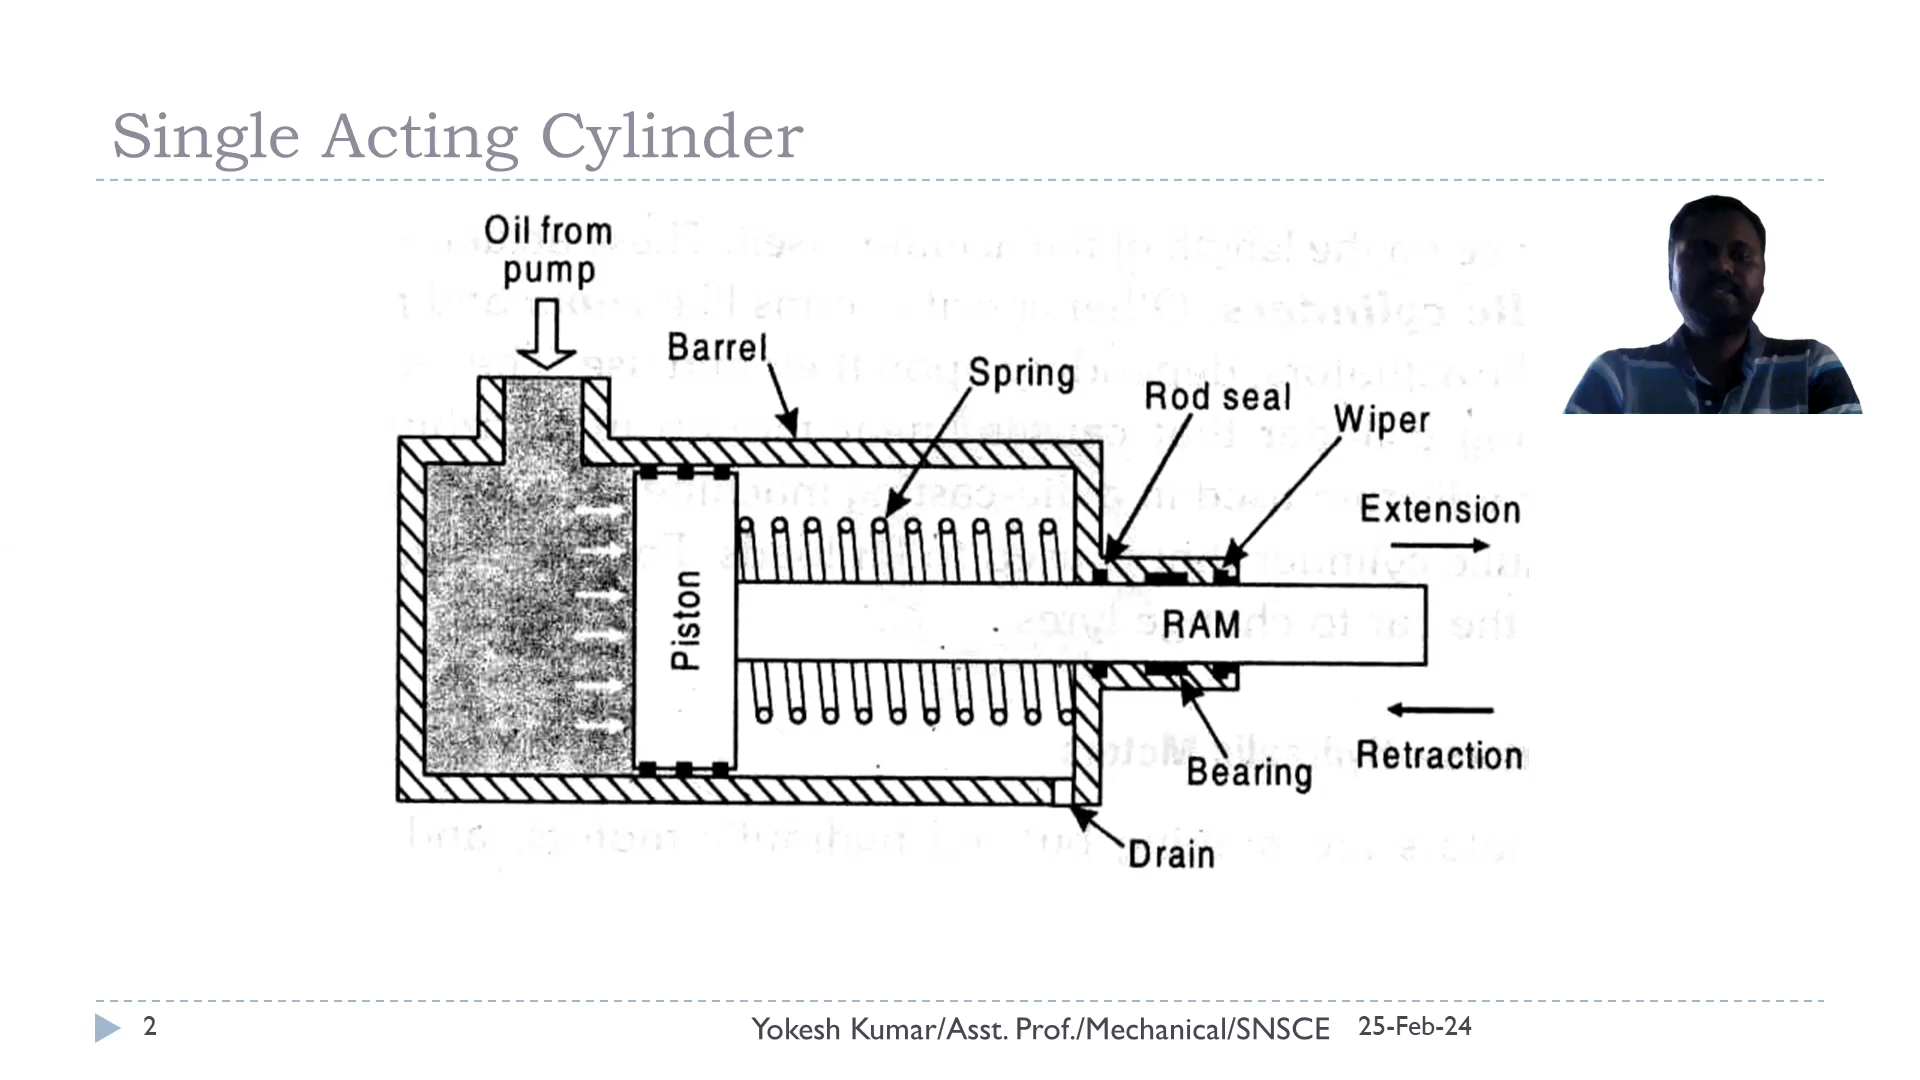 Single Acting Cylinder
Oil from
pump
Barrel
Spring
Rod seal
Wiper
Extension
Piston
RAM
Bearing
Retraction
Drain
2
Yokesh Kumar/Asst. Prof./Mechanical/SNSCE
25-Feb-24